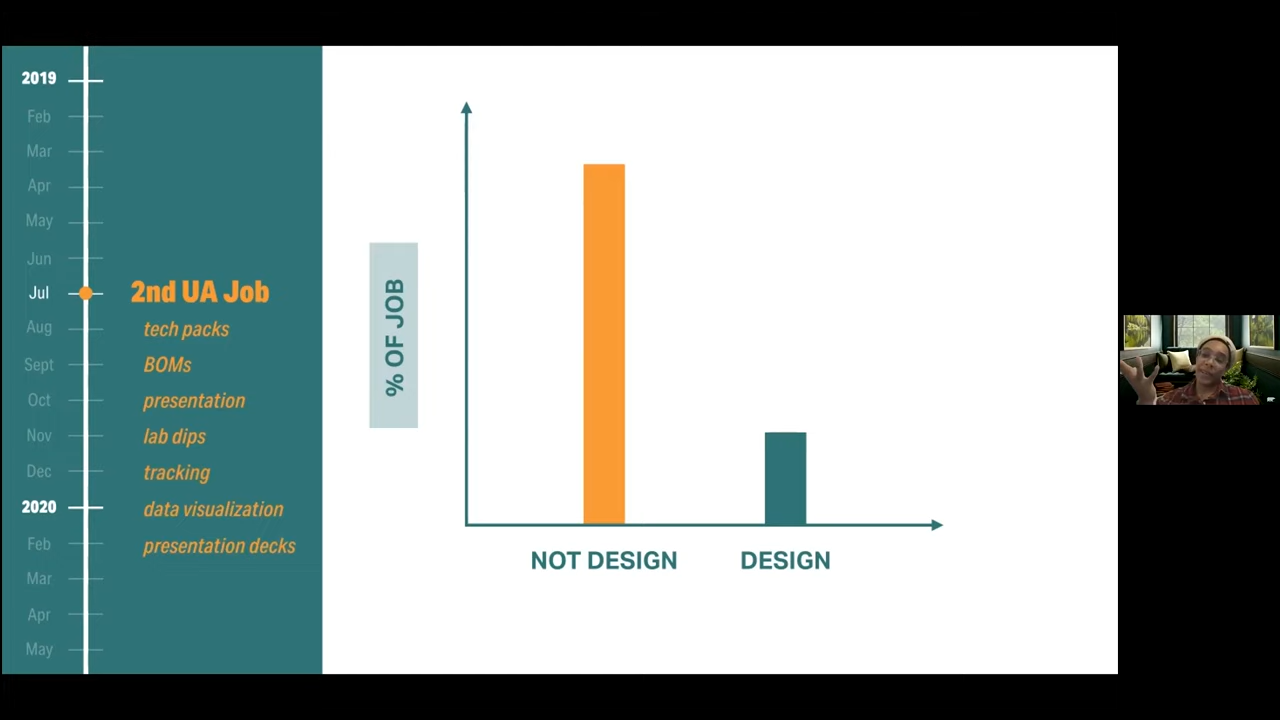 2019
Feb
Mar
Apr
May
Jun
Jul
Aug
Sept
Oct
Nov
Dec
2020
Feb
Mar
Apr
May
2nd UA Job
tech packs
BOMs
presentation
lab dips
tracking
data visualization
presentation decks
% OF JOB
NOT DESIGN
DESIGN